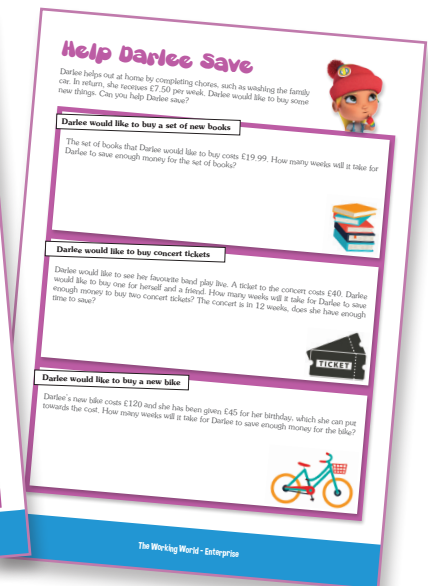 Help Darlee Save
Darlee helps out at home by completing chores, such as washing the family
car. In return, she receives £7.50 per week. Darlee would like to buy some
new things. Can you help Darlee save?
Darlee would like to buy a set of new books
The set of books that Darlee would like to buy costs £19.99. How many weeks will it take for
Darlee to save enough money for the set of books?
Darlee would like to buy concert tickets
Darlee would like to see her favourite band play live. A ticket to the concert costs £40. Darlee
would like to buy one for herself and a friend. How many weeks will it take for Darlee to save
enough money to buy two concert tickets? The concert is in 12 weeks, does she have enough
time to save?
TICKET
Darlee would like to buy a new bike
Darlee's new bike costs £120 and she has been given £45 for her birthday, which she can put
towards the cost. How many weeks will it take for Darlee to save enough money for the bike?
The Working World - Enterprise